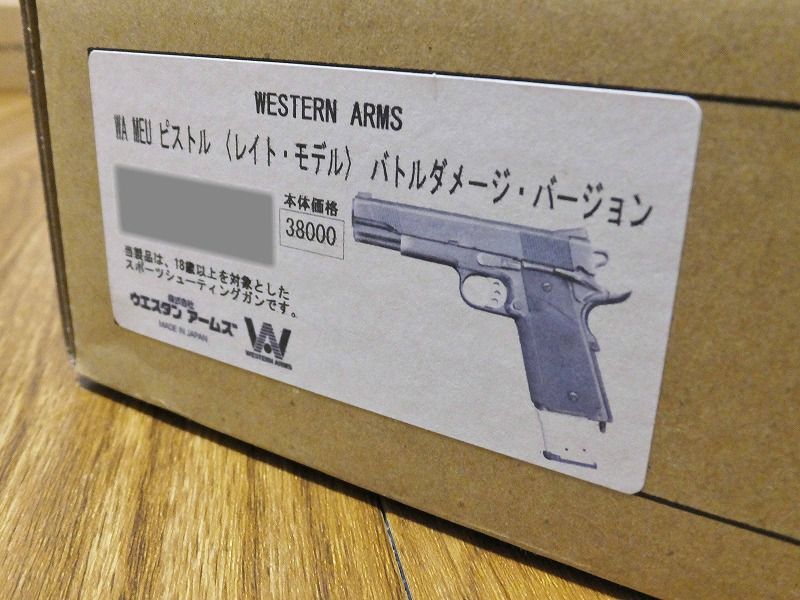 WESTERN ARMS
WA MEU ピストル 〈レイト・モデル〉 バトルダメージ・バージョン
本体価格
38000
当製品は、18歳以上を対象とした
スポーツシューティングガンです。
株式会社
ウエスタン アームズ
MADE IN JAPAN
WESTERN ARMS